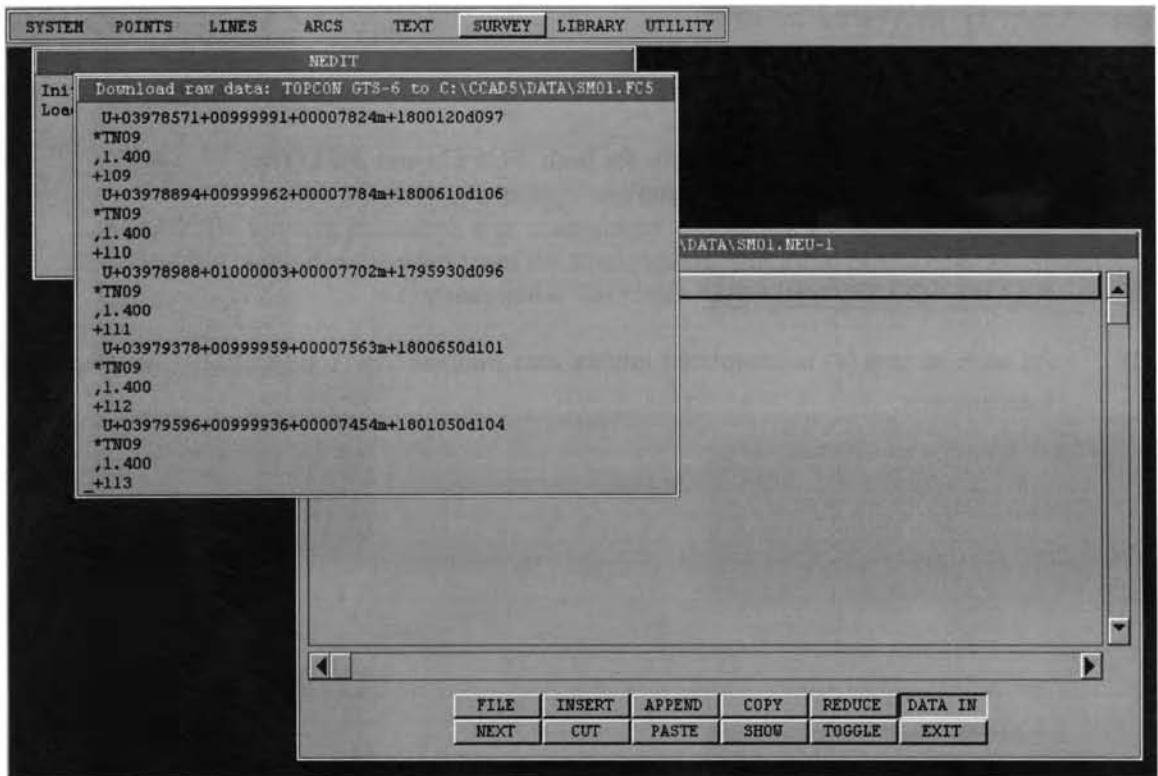 SYSTEM POINTS LINES ARCS TEXT SURVEY LIBRARY UTILITY
NEDIT
Download raw data: TOPCON GTS-6 to C:\CCAD5\DATA\SM01.FC5
U+03978571+00999991+00007824m+1800120d097
*TN09
,1.400
+109
U+03978894+00999962+00007784m+1800610d106
*TN09
,1.400
+110
U+03978988+01000003+00007702m+1795930d096
*TN09
,1.400
+111
U+03979378+00999959+00007563m+1800650d101
*TN09
,1.400
+112
U+03979596+00999936+00007454m+1801050d104
*TN09
,1.400
_+113
\DATA\SM01.NEU-1
FILE INSERT APPEND COPY REDUCE DATA IN
NEXT CUT PASTE SHOW TOGGLE EXIT